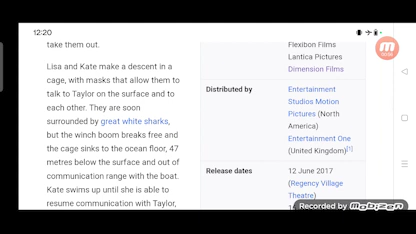 12:20
take them out.
Lisa and Kate make a descent in a
cage, with masks that allow them to
talk to Taylor on the surface and to
each other. They are soon
surrounded by great white sharks,
but the winch boom breaks free and
the cage sinks to the ocean floor, 47
metres below the surface and out of
communication range with the boat.
Kate swims up until she is able to
resume communication with Taylor,
Flexibon Films
Lantica Pictures
Dimension Films
Distributed by
Entertainment
Studios Motion
Pictures (North
America)
Entertainment One
(United Kingdom)[1]
Release dates
12 June 2017
(Regency Village
Theatre)
Recorded by Mobizen